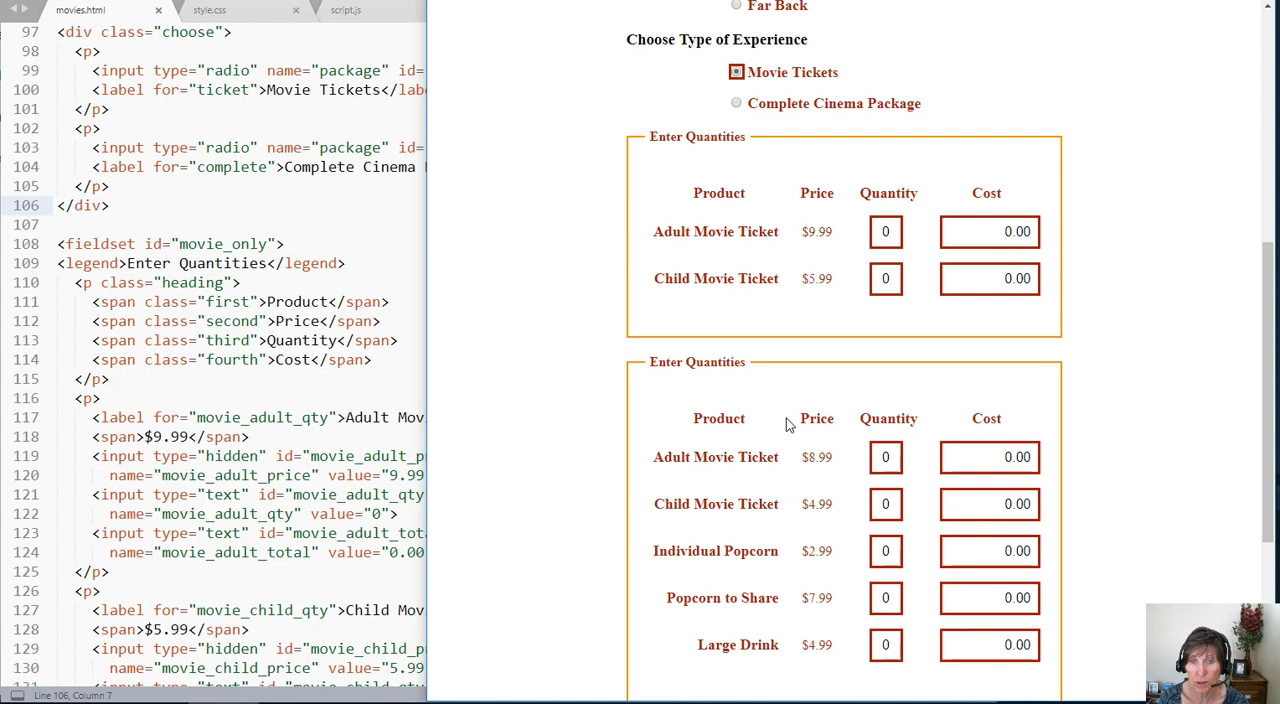 movies.html
style.css
script.js
97 <div class="choose">
98 <p>
99 <input type="radio" name="package" id=
100 <label for="ticket">Movie Tickets</lab
101 </p>
102 <p>
103 <input type="radio" name="package" id=
104 <label for="complete">Complete Cinema
105 </p>
106 </div>
107
108 <fieldset id="movie_only">
109 <legend>Enter Quantities</legend>
110 <p class="heading">
111 <span class="first">Product</span>
112 <span class="second">Price</span>
113 <span class="third">Quantity</span>
114 <span class="fourth">Cost</span>
115 </p>
116 <p>
117 <label for="movie_adult_qty">Adult Mov
118 <span>$9.99</span>
119 <input type="hidden" id="movie_adult_p
120 name="movie_adult_price" value="9.99
121 <input type="text" id="movie_adult_qty
122 name="movie_adult_qty" value="0">
123 <input type="text" id="movie_adult_tot
124 name="movie_adult_total" value="0.00
125 </p>
126 <p>
127 <label for="movie_child_qty">Child Mov
128 <span>$5.99</span>
129 <input type="hidden" id="movie_child_p
130 name="movie_child_price" value="5.99
Line 106, Column 7
Far Back
Choose Type of Experience
Movie Tickets
Complete Cinema Package
Enter Quantities
Product Price Quantity Cost
Adult Movie Ticket $9.99 0 0.00
Child Movie Ticket $5.99 0 0.00
Enter Quantities
Product Price Quantity Cost
Adult Movie Ticket $8.99 0 0.00
Child Movie Ticket $4.99 0 0.00
Individual Popcorn $2.99 0 0.00
Popcorn to Share $7.99 0 0.00
Large Drink $4.99 0 0.00